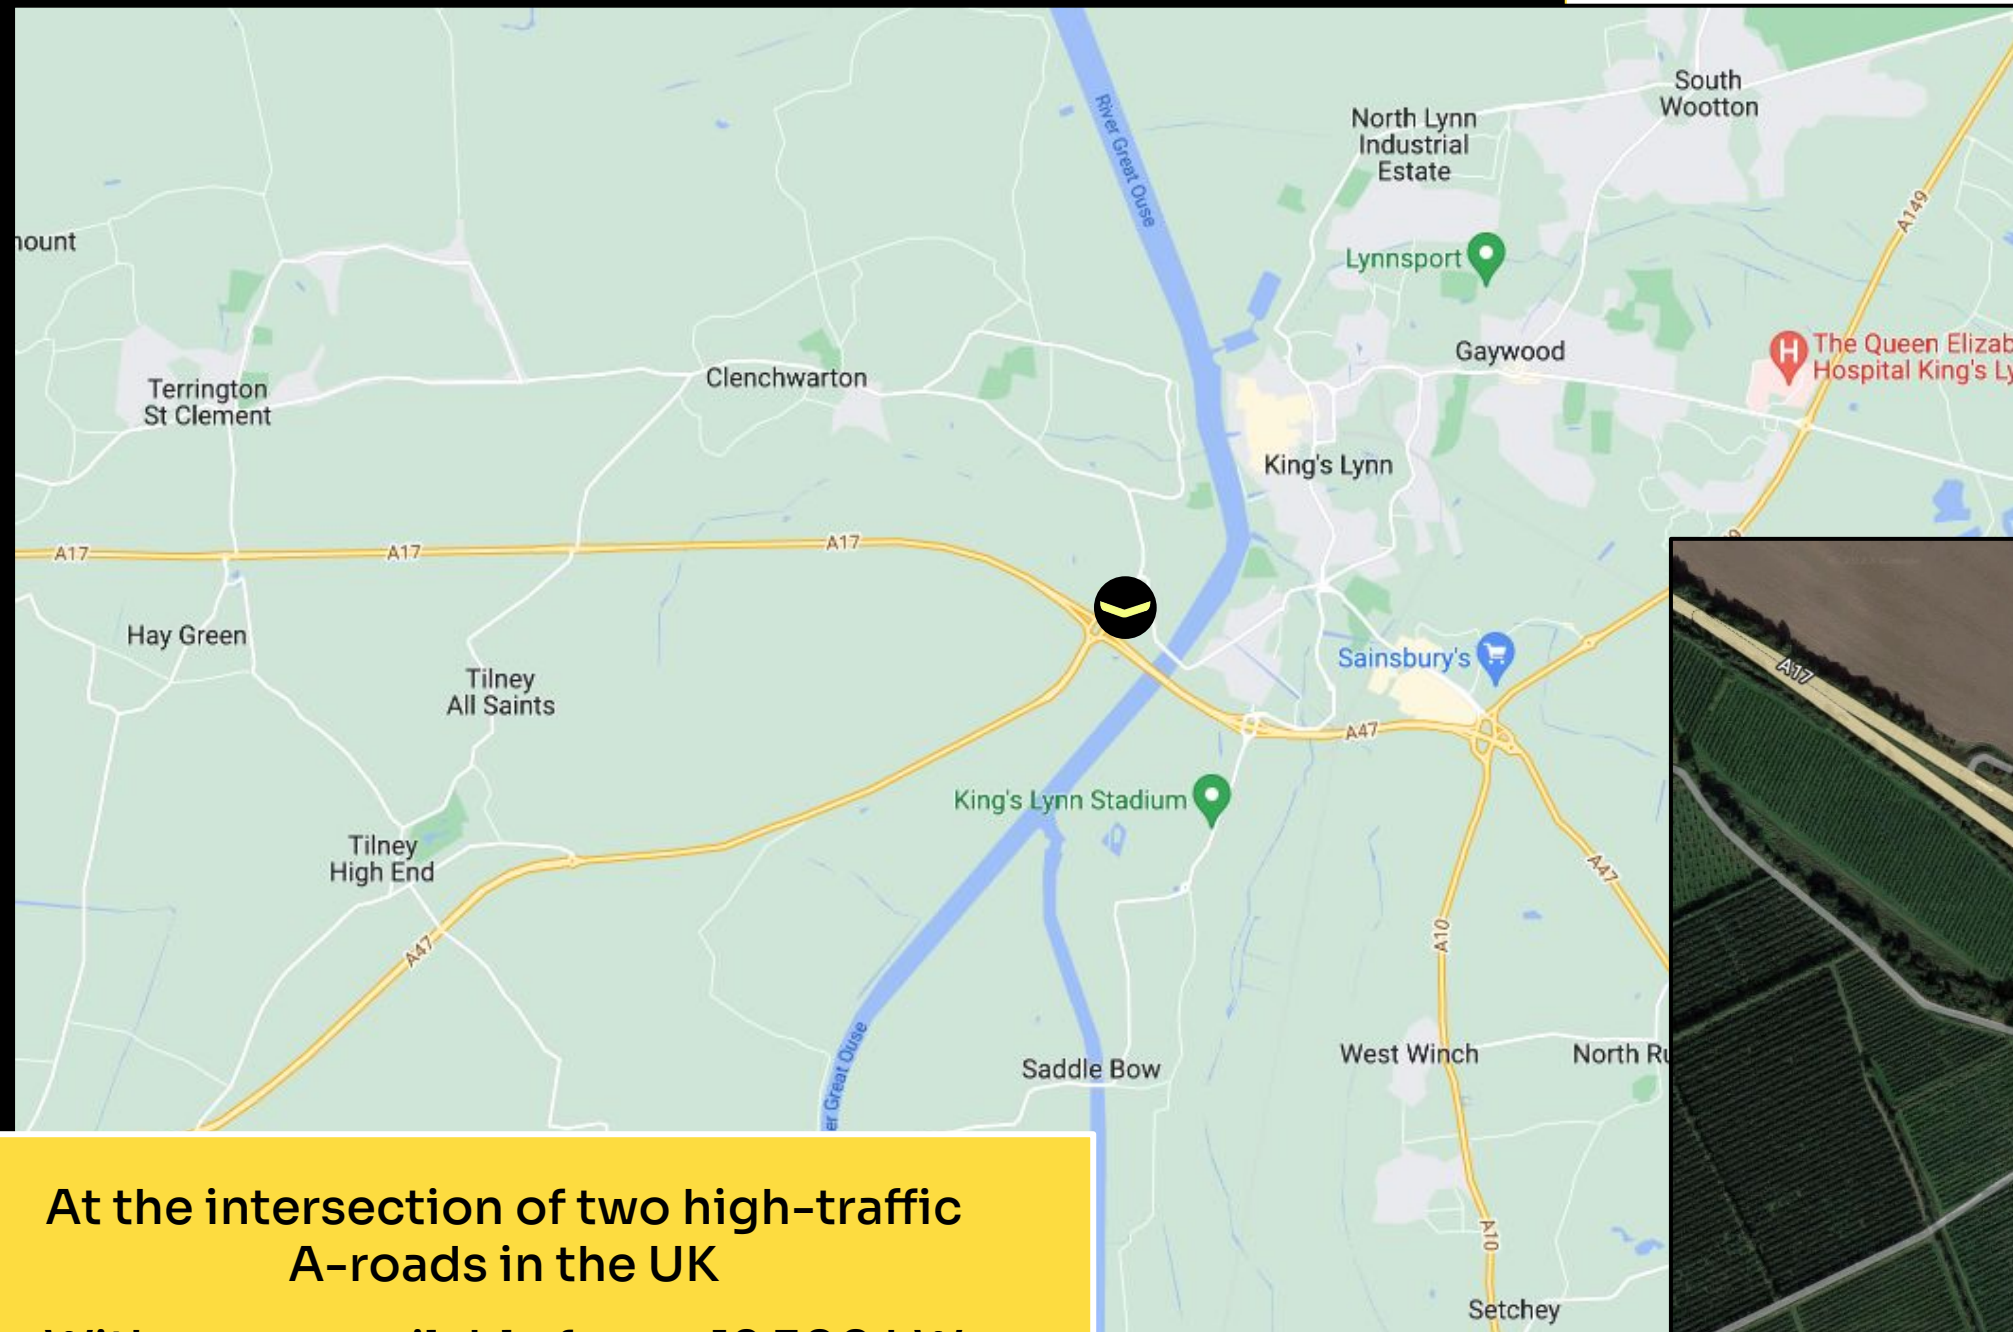 River Great Ouse
South
Wootton
North Lynn
Industrial
Estate
A149
Lynnsport
Gaywood
The Queen Elizab
Hospital King's Ly
H
Terrington
St Clement
Clenchwarton
King's Lynn
A17
A17
A17
Hay Green
Tilney
All Saints
Sainsbury's
A47
A17
King's Lynn Stadium
Tilney
High End
A47
A47
A10
River Great Ouse
Saddle Bow
West Winch
A10
Setchey
At the intersection of two high-traffic
A-roads in the UK